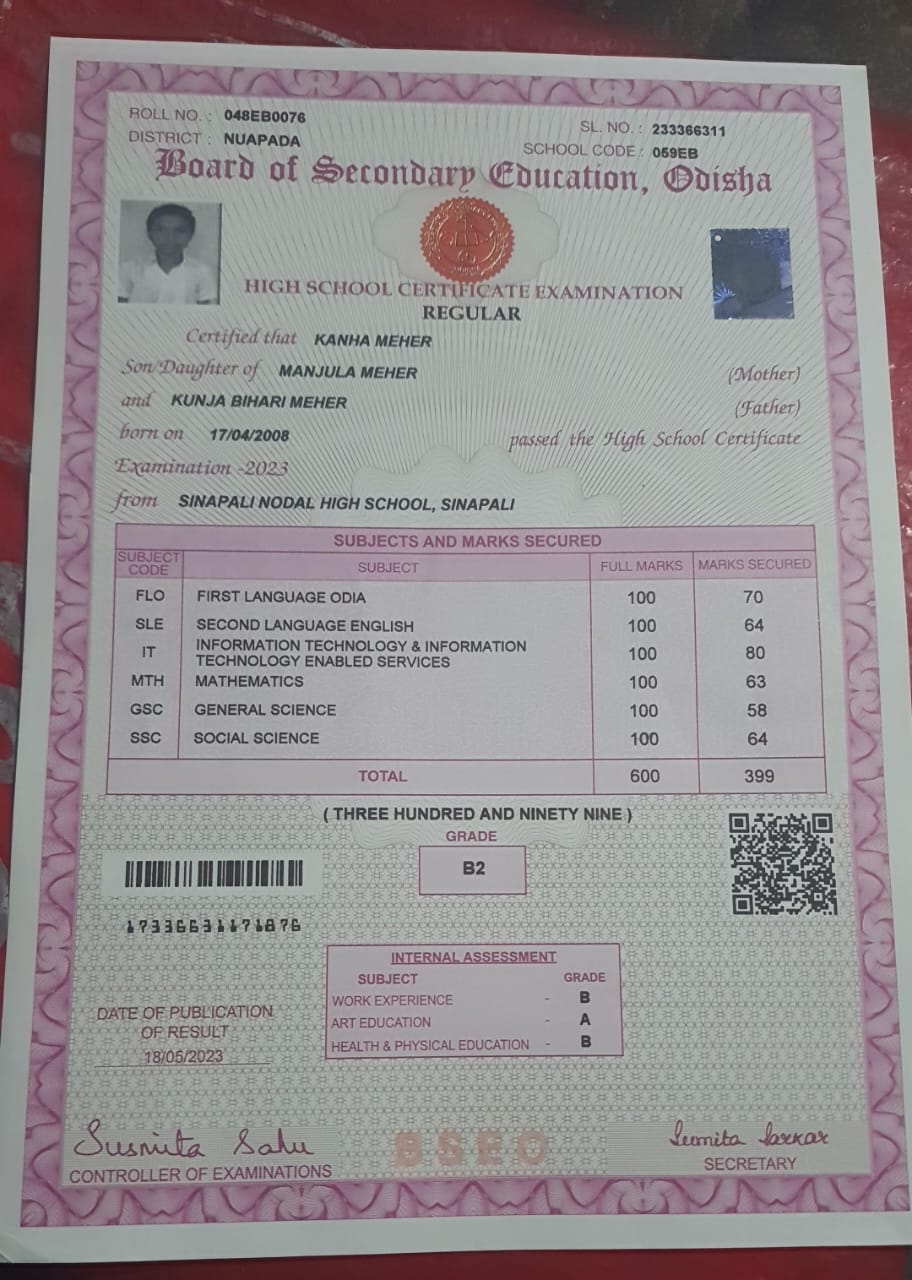 ROLL NO. : 048EB0076
SL. NO. : 233366311
DISTRICT : NUAPADA
SCHOOL CODE : 059EB
Board of Secondary Education, Odisha
HIGH SCHOOL CERTIFICATE EXAMINATION
REGULAR
Certified that KANHA MEHER
Son/Daughter of MANJULA MEHER (Mother)
and KUNJA BIHARI MEHER (Father)
born on 17/04/2008 passed the High School Certificate
Examination -2023
from SINAPALI NODAL HIGH SCHOOL, SINAPALI
SUBJECTS AND MARKS SECURED
SUBJECT CODE SUBJECT FULL MARKS MARKS SECURED
FLO FIRST LANGUAGE ODIA 100 70
SLE SECOND LANGUAGE ENGLISH 100 64
IT INFORMATION TECHNOLOGY & INFORMATION TECHNOLOGY ENABLED SERVICES 100 80
MTH MATHEMATICS 100 63
GSC GENERAL SCIENCE 100 58
SSC SOCIAL SCIENCE 100 64
TOTAL 600 399
( THREE HUNDRED AND NINETY NINE )
GRADE
B2
17336631171876
INTERNAL ASSESSMENT
SUBJECT GRADE
WORK EXPERIENCE - B
ART EDUCATION - A
HEALTH & PHYSICAL EDUCATION - B
DATE OF PUBLICATION
OF RESULT
18/05/2023
Susmita Sahu
CONTROLLER OF EXAMINATIONS
BSEO
Sarkar
SECRETARY